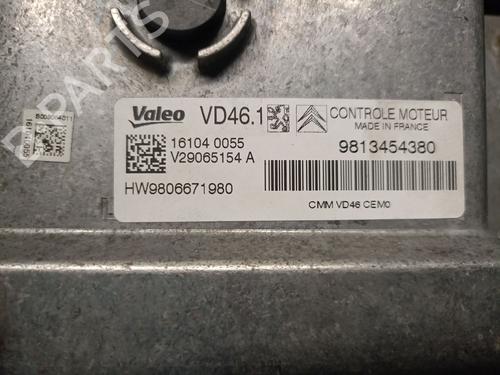 Valeo VD46.1
CONTROLE MOTEUR
MADE IN FRANCE
16104 0055
V29065154 A
9813454380
HW9806671980
CMM VD46 CEM0